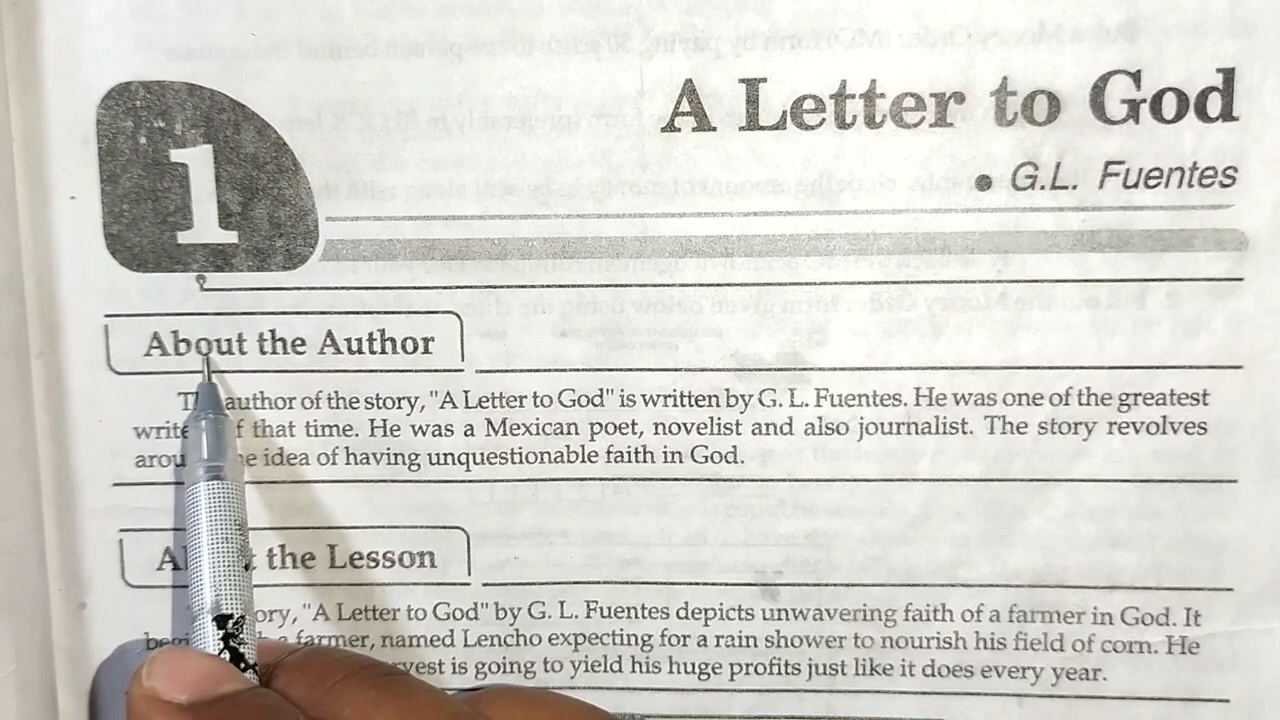 1
A Letter to God
• G.L. Fuentes
About the Author
author of the story, "A Letter to God" is written by G. L. Fuentes. He was one of the greatest
that time. He was a Mexican poet, novelist and also journalist. The story revolves
idea of having unquestionable faith in God.
the Lesson
"A Letter to God" by G. L. Fuentes depicts unwavering faith of a farmer in God. It
farmer, named Lencho expecting for a rain shower to nourish his field of corn. He
is going to yield his huge profits just like it does every year.